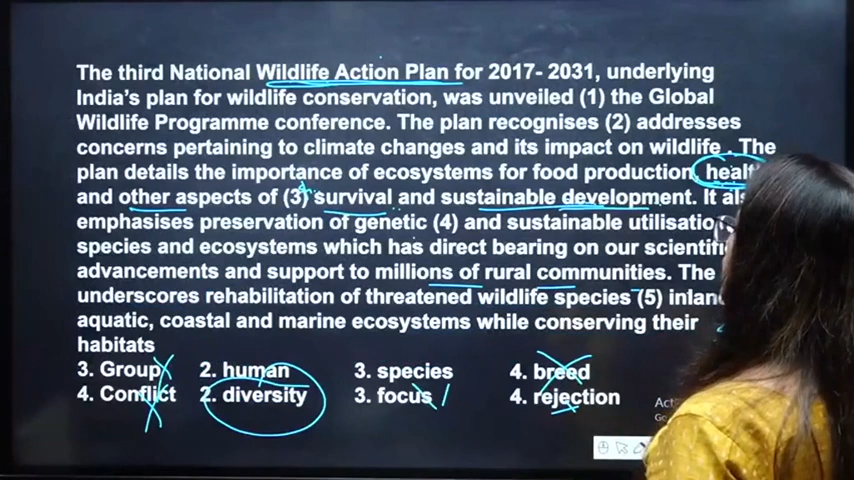 The third National Wildlife Action Plan for 2017- 2031, underlying
India's plan for wildlife conservation, was unveiled (1) the Global
Wildlife Programme conference. The plan recognises (2) addresses
concerns pertaining to climate changes and its impact on wildlife . The
plan details the importance of ecosystems for food production,
and other aspects of (3) survival and sustainable development. It
emphasises preservation of genetic (4) and sustainable
species and ecosystems which has direct bearing on our
advancements and support to millions of rural communities. The
underscores rehabilitation of threatened wildlife species (5)
aquatic, coastal and marine ecosystems while conserving their
habitats
3. Group 2. human 3. species 4. breed
4. Conflict 2. diversity 3. focus 4. rejection